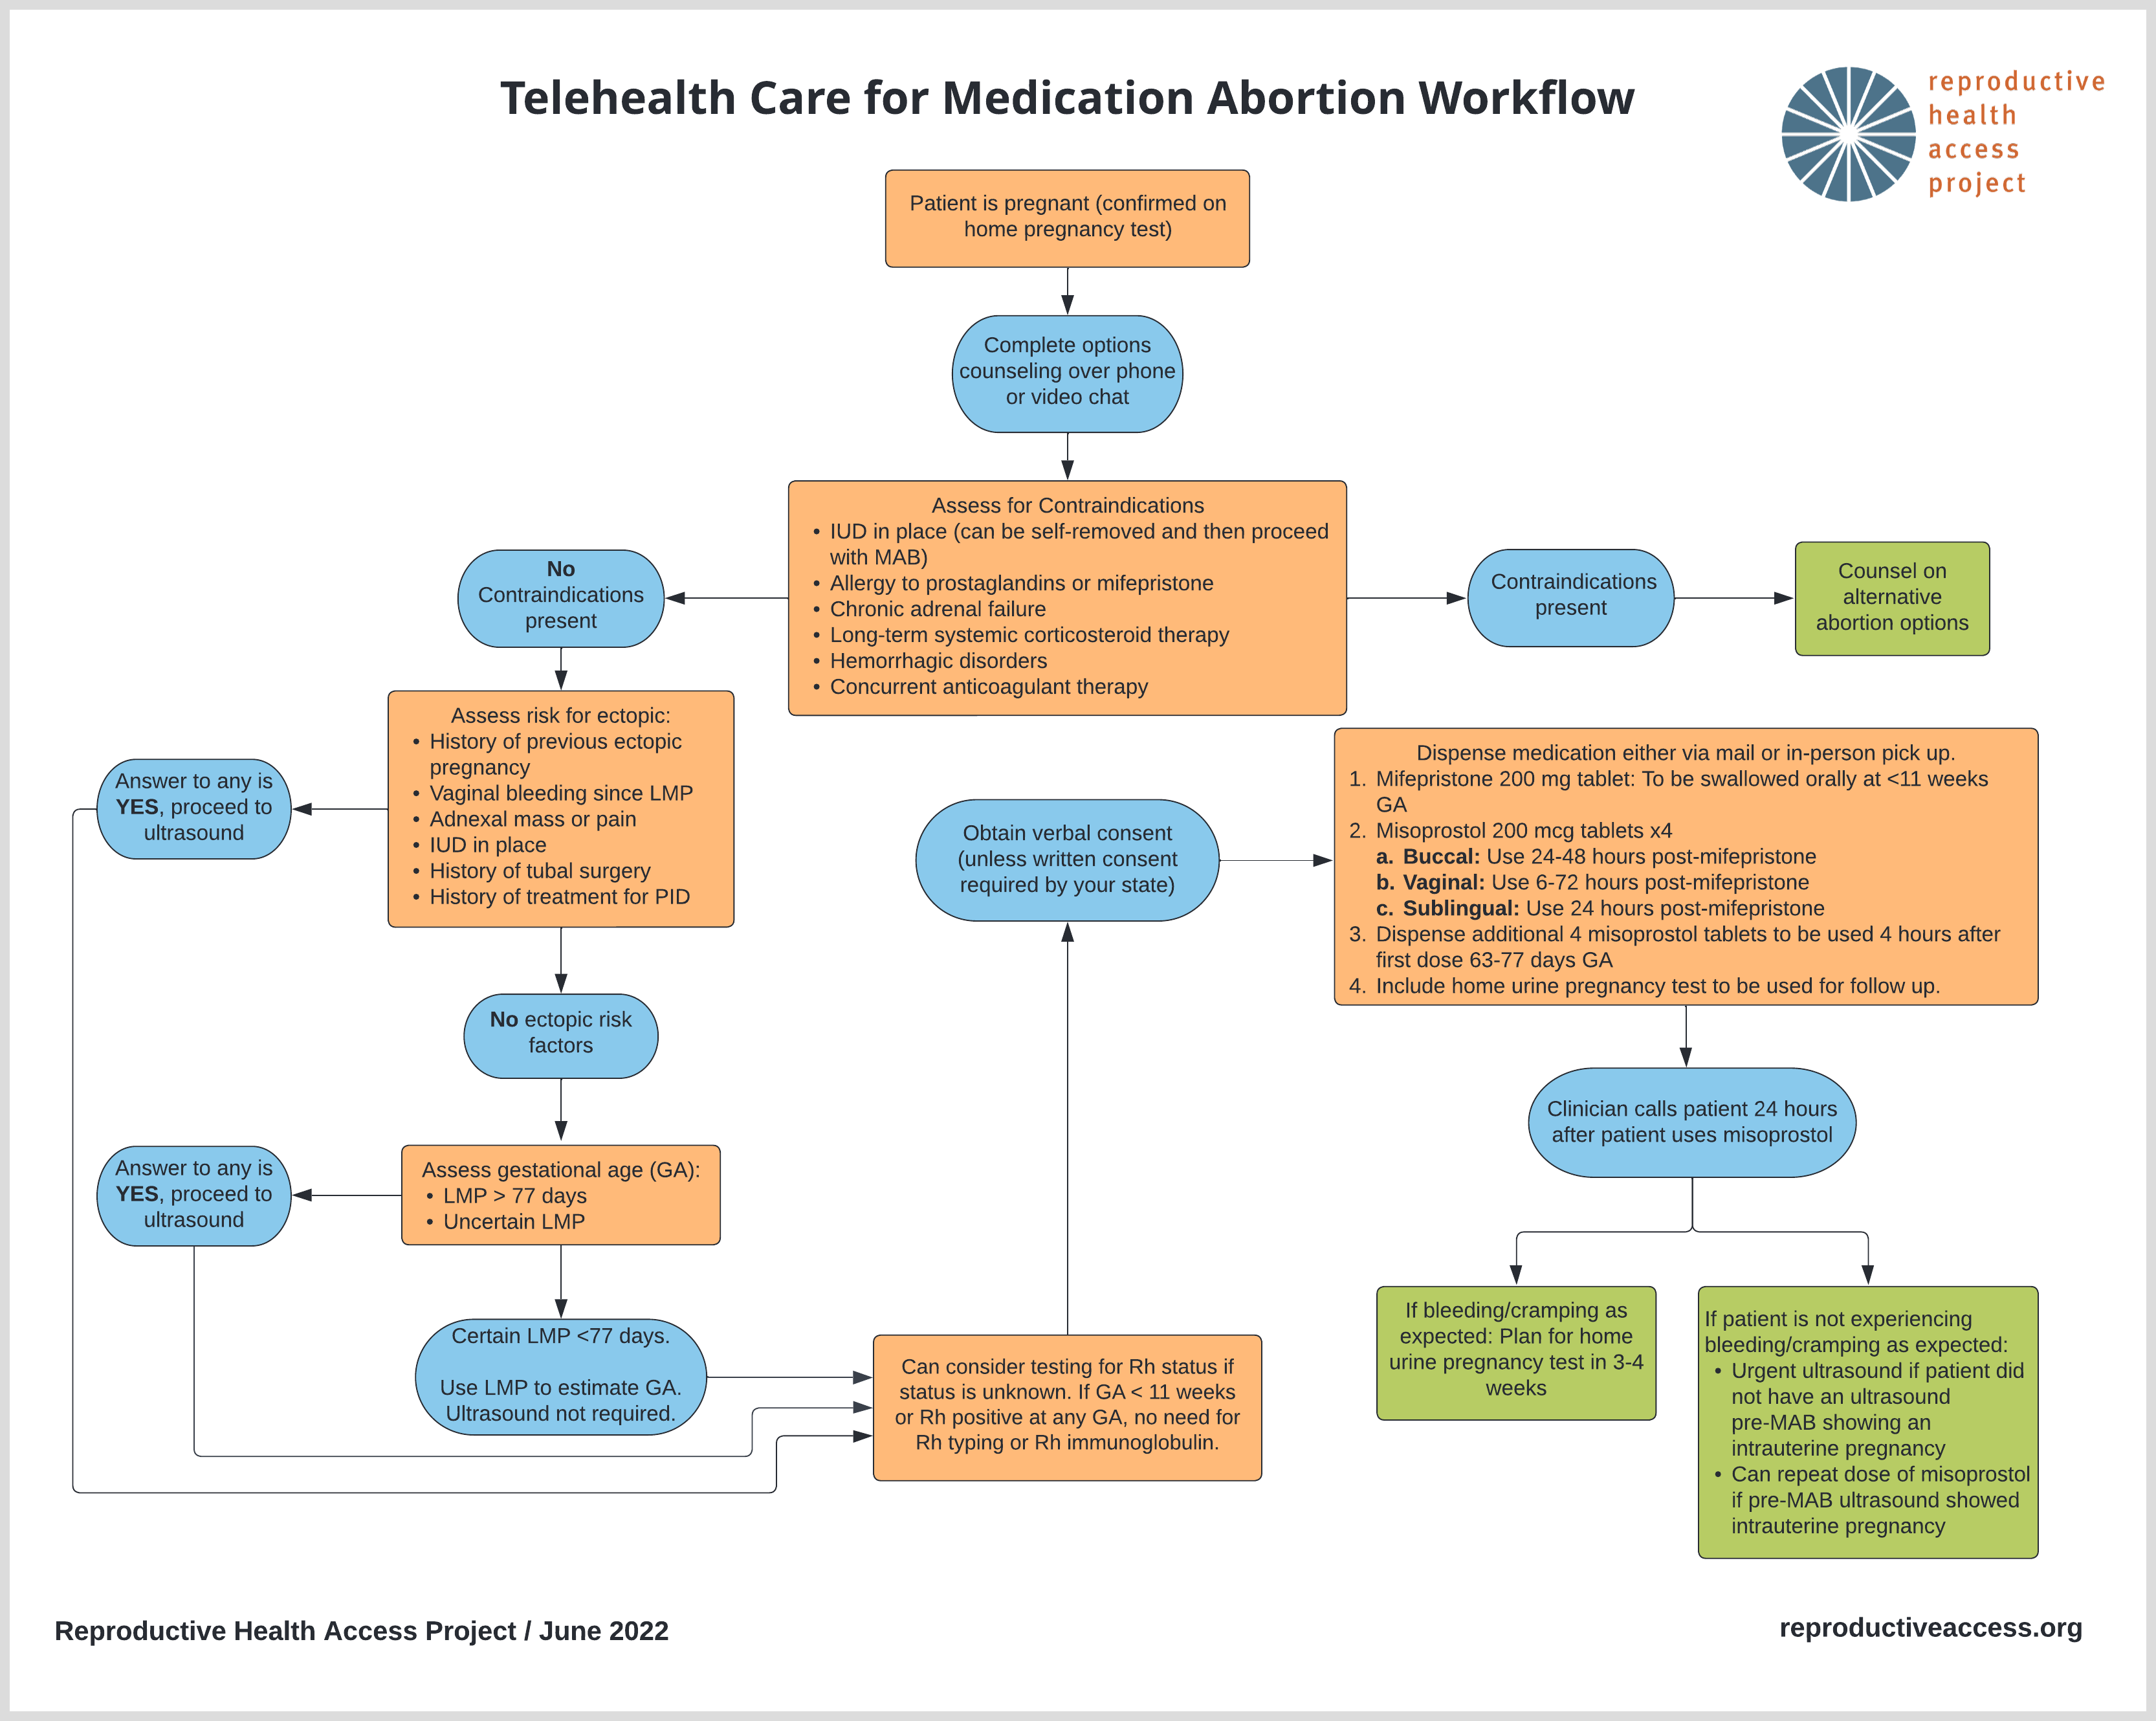 Telehealth Care for Medication Abortion Workflow
reproductive
health
access
project
Patient is pregnant (confirmed on
home pregnancy test)
Complete options
counseling over phone
or video chat
Assess for Contraindications
• IUD in place (can be self-removed and then proceed
with MAB)
• Allergy to prostaglandins or mifepristone
• Chronic adrenal failure
• Long-term systemic corticosteroid therapy
• Hemorrhagic disorders
• Concurrent anticoagulant therapy
No
Contraindications
present
Contraindications
present
Counsel on
alternative
abortion options
Assess risk for ectopic:
• History of previous ectopic
pregnancy
• Vaginal bleeding since LMP
• Adnexal mass or pain
• IUD in place
• History of tubal surgery
• History of treatment for PID
Answer to any is
YES, proceed to
ultrasound
No ectopic risk
factors
Assess gestational age (GA):
• LMP > 77 days
• Uncertain LMP
Answer to any is
YES, proceed to
ultrasound
Certain LMP <77 days.
Use LMP to estimate GA.
Ultrasound not required.
Can consider testing for Rh status if
status is unknown. If GA < 11 weeks
or Rh positive at any GA, no need for
Rh typing or Rh immunoglobulin.
Obtain verbal consent
(unless written consent
required by your state)
Dispense medication either via mail or in-person pick up.
1. Mifepristone 200 mg tablet: To be swallowed orally at <11 weeks
GA
2. Misoprostol 200 mcg tablets x4
a. Buccal: Use 24-48 hours post-mifepristone
b. Vaginal: Use 6-72 hours post-mifepristone
c. Sublingual: Use 24 hours post-mifepristone
3. Dispense additional 4 misoprostol tablets to be used 4 hours after
first dose 63-77 days GA
4. Include home urine pregnancy test to be used for follow up.
Clinician calls patient 24 hours
after patient uses misoprostol
If bleeding/cramping as
expected: Plan for home
urine pregnancy test in 3-4
weeks
If patient is not experiencing
bleeding/cramping as expected:
• Urgent ultrasound if patient did
not have an ultrasound
pre-MAB showing an
intrauterine pregnancy
• Can repeat dose of misoprostol
if pre-MAB ultrasound showed
intrauterine pregnancy
Reproductive Health Access Project / June 2022
reproductiveaccess.org